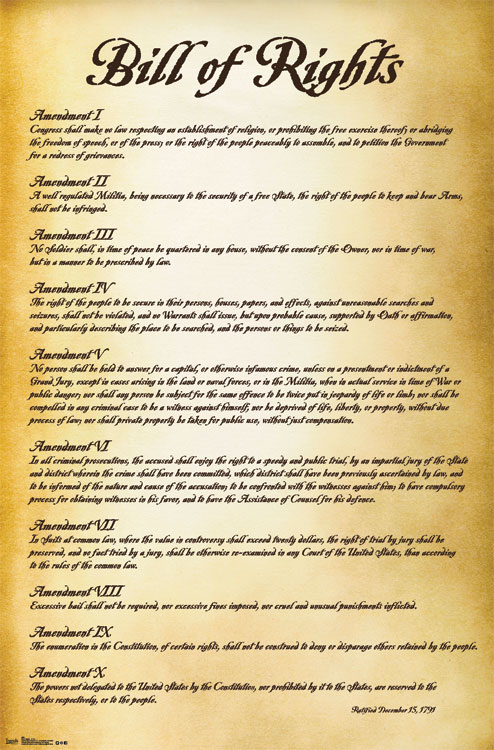 Bill of Rights
Amendment I
Congress shall make no law respecting an establishment of religion, or prohibiting the free exercise thereof; or abridging
the freedom of speech, or of the press; or the right of the people peaceably to assemble, and to petition the Government
for a redress of grievances.
Amendment II
A well regulated Militia, being necessary to the security of a free State, the right of the people to keep and bear Arms,
shall not be infringed.
Amendment III
No Soldier shall, in time of peace be quartered in any house, without the consent of the Owner, nor in time of war,
but in a manner to be prescribed by law.
Amendment IV
The right of the people to be secure in their persons, houses, papers, and effects, against unreasonable searches and
seizures, shall not be violated, and no Warrants shall issue, but upon probable cause, supported by Oath or affirmation,
and particularly describing the place to be searched, and the persons or things to be seized.
Amendment V
No person shall be held to answer for a capital, or otherwise infamous crime, unless on a presentment or indictment of a
Grand Jury, except in cases arising in the land or naval forces, or in the Militia, when in actual service in time of War or
public danger; nor shall any person be subject for the same offence to be twice put in jeopardy of life or limb; nor shall be
compelled in any criminal case to be a witness against himself; nor be deprived of life, liberty, or property, without due
process of law; nor shall private property be taken for public use, without just compensation.
Amendment VI
In all criminal prosecutions, the accused shall enjoy the right to a speedy and public trial, by an impartial jury of the State
and district wherein the crime shall have been committed, which district shall have been previously ascertained by law, and
to be informed of the nature and cause of the accusation; to be confronted with the witnesses against him; to have compulsory
process for obtaining witnesses in his favor, and to have the Assistance of Counsel for his defence.
Amendment VII
In Suits at common law, where the value in controversy shall exceed twenty dollars, the right of trial by jury shall be
preserved, and no fact tried by a jury, shall be otherwise re-examined in any Court of the United States, than according
to the rules of the common law.
Amendment VIII
Excessive bail shall not be required, nor excessive fines imposed, nor cruel and unusual punishments inflicted.
Amendment IX
The enumeration in the Constitution, of certain rights, shall not be construed to deny or disparage others retained by the people.
Amendment X
The powers not delegated to the United States by the Constitution, nor prohibited by it to the States, are reserved to the
States respectively, or to the people.
Ratified December 15, 1791